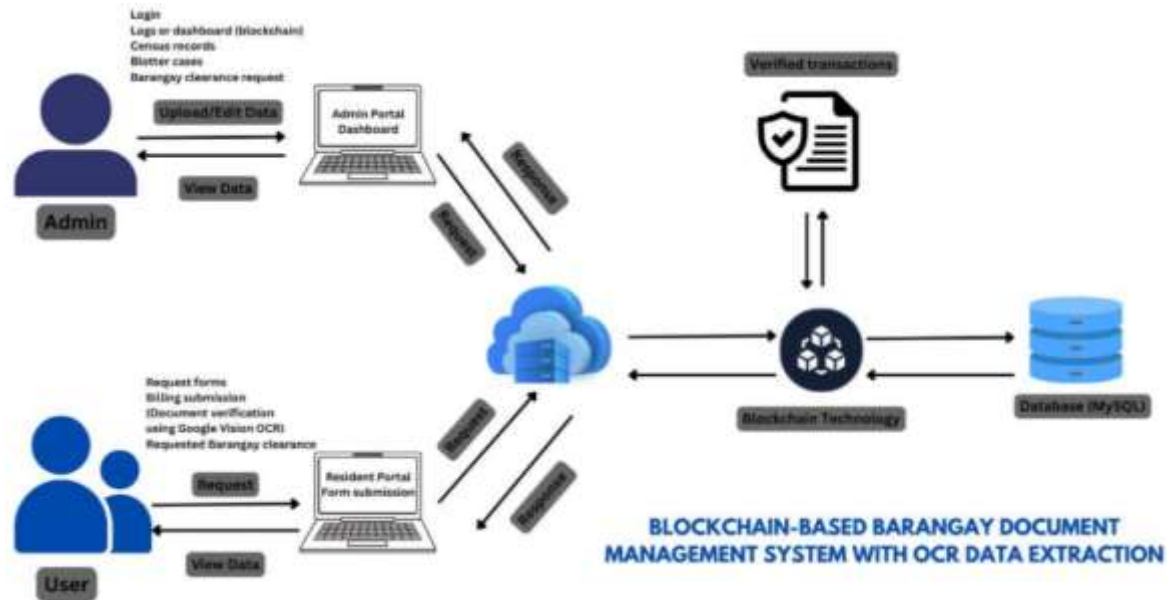 Login
Logs or dashboard (blockchain)
Census records
Blotter cases
Barangay clearance request
Upload/Edit Data
View Data
Admin
Admin Portal
Dashboard
Request
Response
Verified transactions
Blockchain Technology
Database (MySQL)
Request forms
Billing submission
(Document verification
using Google Vision OCR)
Requested Barangay clearance
Request
View Data
User
Resident Portal
Form submission
Request
Response
BLOCKCHAIN-BASED BARANGAY DOCUMENT
MANAGEMENT SYSTEM WITH OCR DATA EXTRACTION